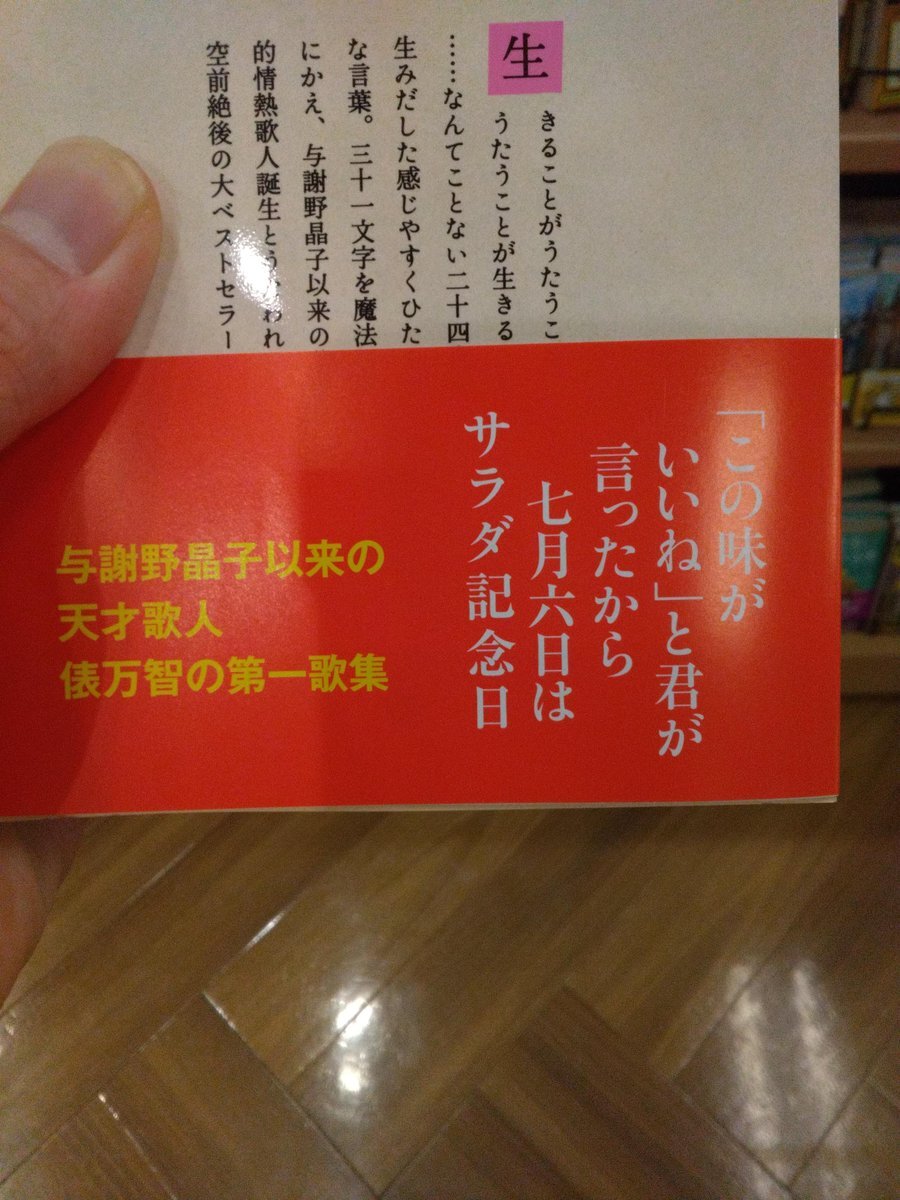 生
きることがうたうこ
うたうことが生きる
……なんてことない二十四
生みだした感じやすくひた
な言葉。三十一文字を魔法
にかえ、与謝野晶子以来の
的情熱歌人誕生とう われ
空前絶後の大ベストセラー
「この味が
いいね」と君が
言ったから
七月六日は
サラダ記念日
与謝野晶子以来の
天才歌人
俵万智の第一歌集